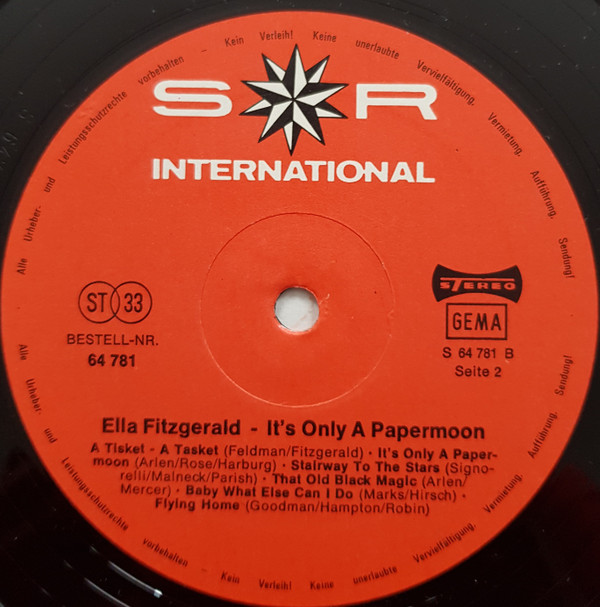 Alle Urheber- und Leistungsschutzrechte vorbehalten Kein Verleih! Keine unerlaubte Vervielfältigung, Vermietung, Aufführung, Sendung!
S R
INTERNATIONAL
ST 33
BESTELL-NR.
64 781
STEREO
GEMA
S 64 781 B
Seite 2
Ella Fitzgerald - It's Only A Papermoon
A Tisket - A Tasket (Feldman/Fitzgerald) · It's Only A Paper-
moon (Arlen/Rose/Harburg) · Stairway To The Stars (Signo-
relli/Malneck/Parish) · That Old Black Magic (Arlen/
Mercer) · Baby What Else Can I Do (Marks/Hirsch) ·
Flying Home (Goodman/Hampton/Robin)
Alle Urheber- und Leistungsschutzrechte vorbehalten Kein Verleih! Keine unerlaubte Vervielfältigung, Vermietung, Aufführung, Sendung!